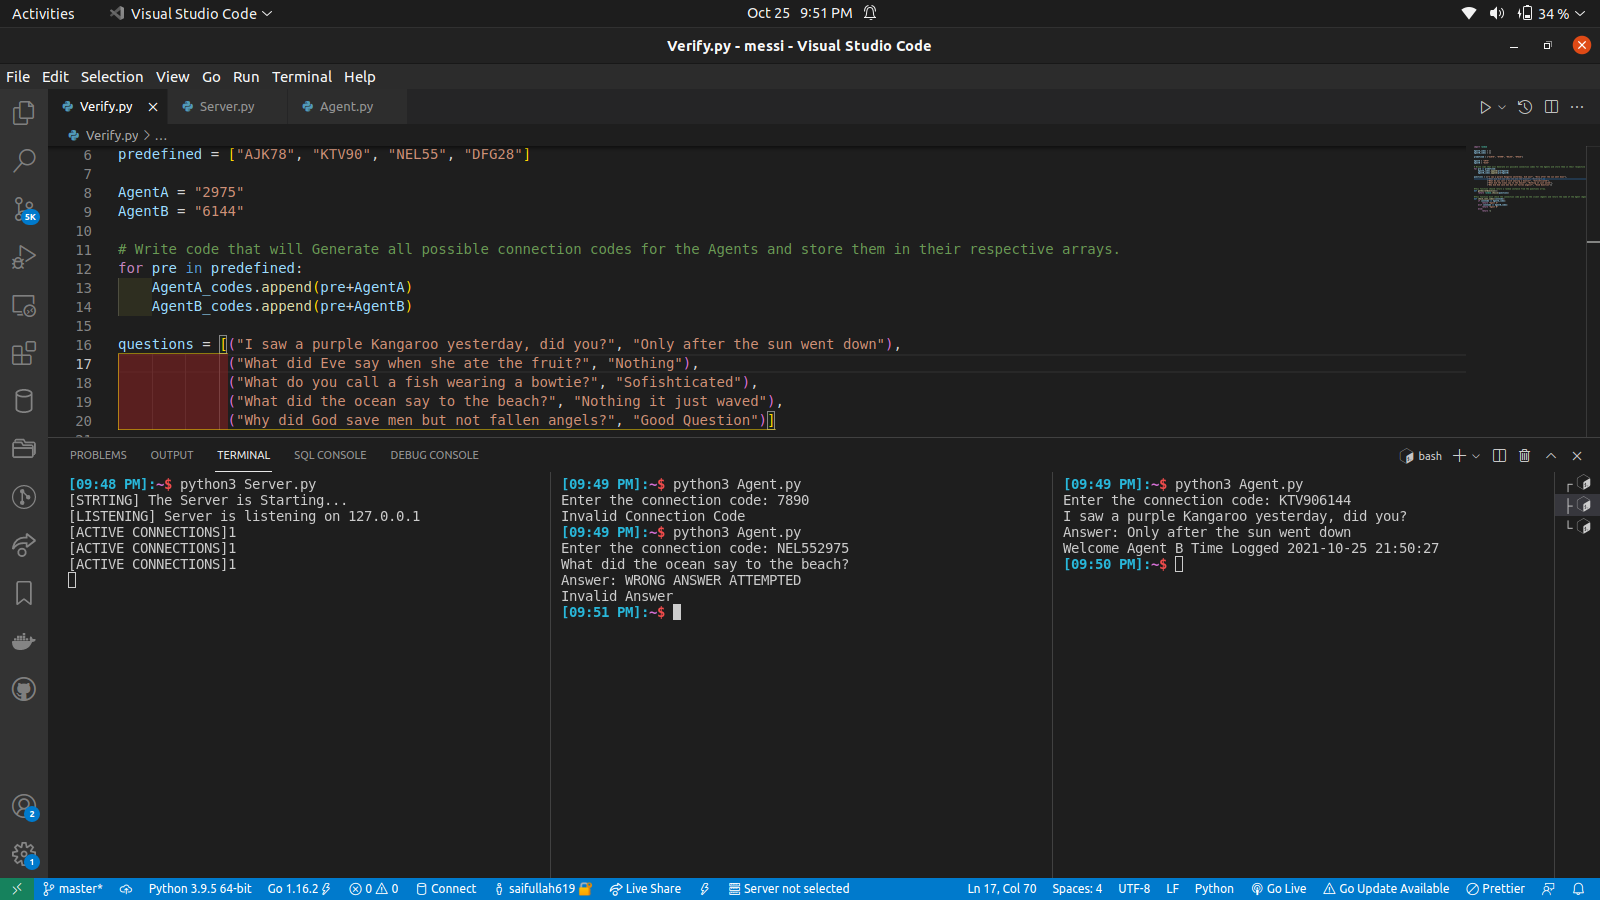 Activities Visual Studio Code Oct 25 9:51 PM 34 %
Verify.py - messi - Visual Studio Code
File Edit Selection View Go Run Terminal Help
Verify.py Server.py Agent.py
Verify.py > ...
6 predefined = ["AJK78", "KTV90", "NEL55", "DFG28"]
7
8 AgentA = "2975"
9 AgentB = "6144"
10
11 # Write code that will Generate all possible connection codes for the Agents and store them in their respective arrays.
12 for pre in predefined:
13 AgentA_codes.append(pre+AgentA)
14 AgentB_codes.append(pre+AgentB)
15
16 questions = [("I saw a purple Kangaroo yesterday, did you?", "Only after the sun went down"),
17 ("What did Eve say when she ate the fruit?", "Nothing"),
18 ("What do you call a fish wearing a bowtie?", "Sofishticated"),
19 ("What did the ocean say to the beach?", "Nothing it just waved"),
20 ("Why did God save men but not fallen angels?", "Good Question")]
21
PROBLEMS OUTPUT TERMINAL SQL CONSOLE DEBUG CONSOLE bash
[09:48 PM]:~$ python3 Server.py
[STRTING] The Server is Starting...
[LISTENING] Server is listening on 127.0.0.1
[ACTIVE CONNECTIONS]1
[ACTIVE CONNECTIONS]1
[ACTIVE CONNECTIONS]1
[09:49 PM]:~$ python3 Agent.py
Enter the connection code: 7890
Invalid Connection Code
[09:49 PM]:~$ python3 Agent.py
Enter the connection code: NEL552975
What did the ocean say to the beach?
Answer: WRONG ANSWER ATTEMPTED
Invalid Answer
[09:51 PM]:~$
[09:49 PM]:~$ python3 Agent.py
Enter the connection code: KTV906144
I saw a purple Kangaroo yesterday, did you?
Answer: Only after the sun went down
Welcome Agent B Time Logged 2021-10-25 21:50:27
[09:50 PM]:~$
5K
2
1
master* Python 3.9.5 64-bit Go 1.16.2 0 0 Connect saifullah619 Live Share Server not selected Ln 17, Col 70 Spaces: 4 UTF-8 LF Python Go Live Go Update Available Prettier